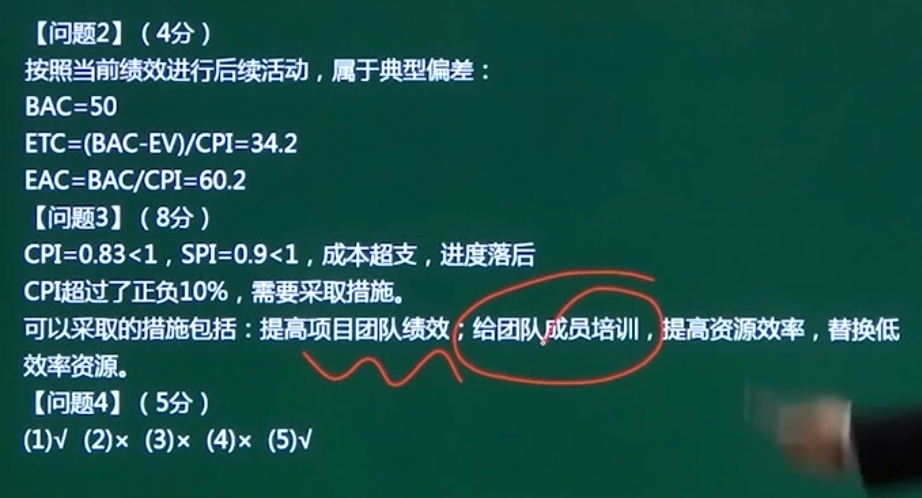 【问题2】（4分）
按照当前绩效进行后续活动，属于典型偏差：
BAC=50
ETC=(BAC-EV)/CPI=34.2
EAC=BAC/CPI=60.2
【问题3】（8分）
CPI=0.83<1，SPI=0.9<1，成本超支，进度落后
CPI超过了正负10%，需要采取措施。
可以采取的措施包括：提高项目团队绩效；给团队成员培训，提高资源效率，替换低
效率资源。
【问题4】（5分）
(1)√ (2)× (3)× (4)× (5)√